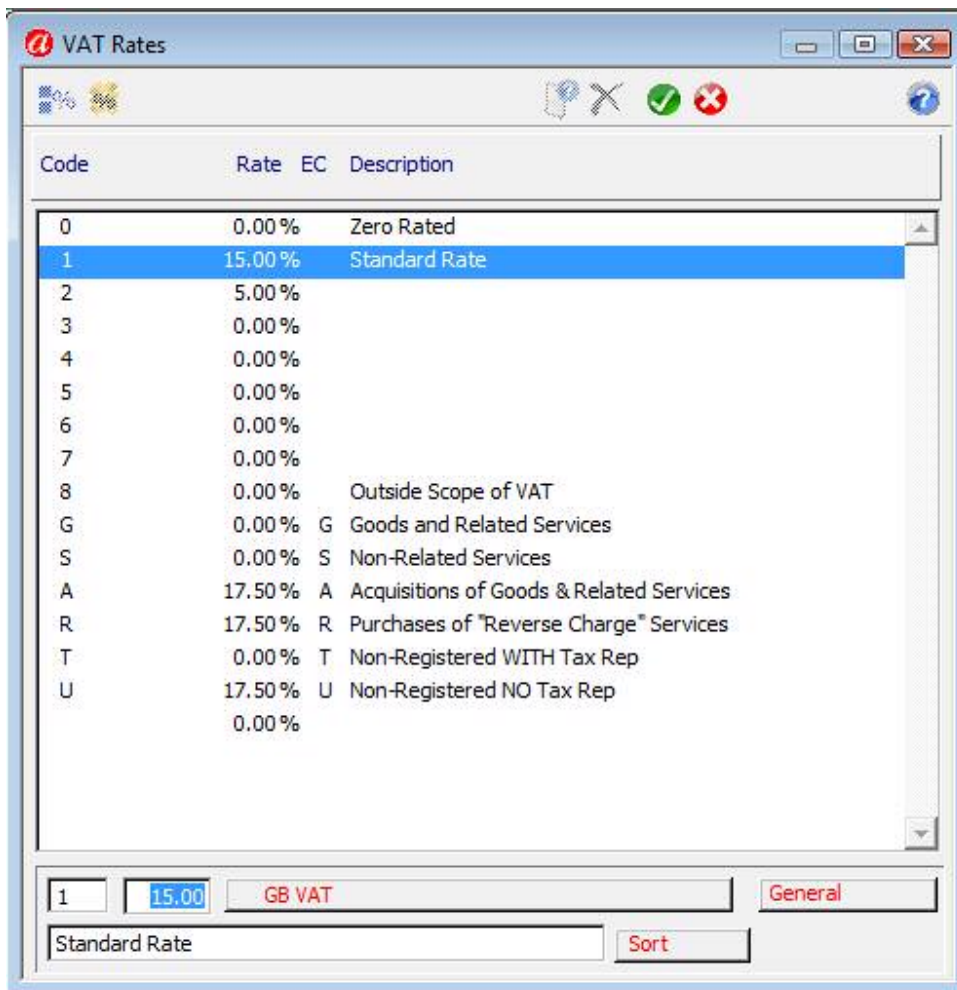 VAT Rates
Code Rate EC Description
0 0.00% Zero Rated
1 15.00% Standard Rate
2 5.00%
3 0.00%
4 0.00%
5 0.00%
6 0.00%
7 0.00%
8 0.00% Outside Scope of VAT
G 0.00% G Goods and Related Services
S 0.00% S Non-Related Services
A 17.50% A Acquisitions of Goods & Related Services
R 17.50% R Purchases of "Reverse Charge" Services
T 0.00% T Non-Registered WITH Tax Rep
U 17.50% U Non-Registered NO Tax Rep
0.00%
1 15.00 GB VAT General
Standard Rate Sort